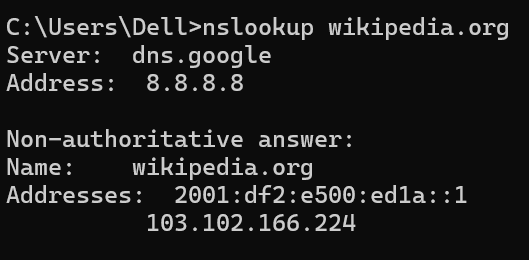 C:\Users\Dell>nslookup wikipedia.org
Server:  dns.google
Address:  8.8.8.8

Non-authoritative answer:
Name:    wikipedia.org
Addresses:  2001:df2:e500:ed1a::1
          103.102.166.224